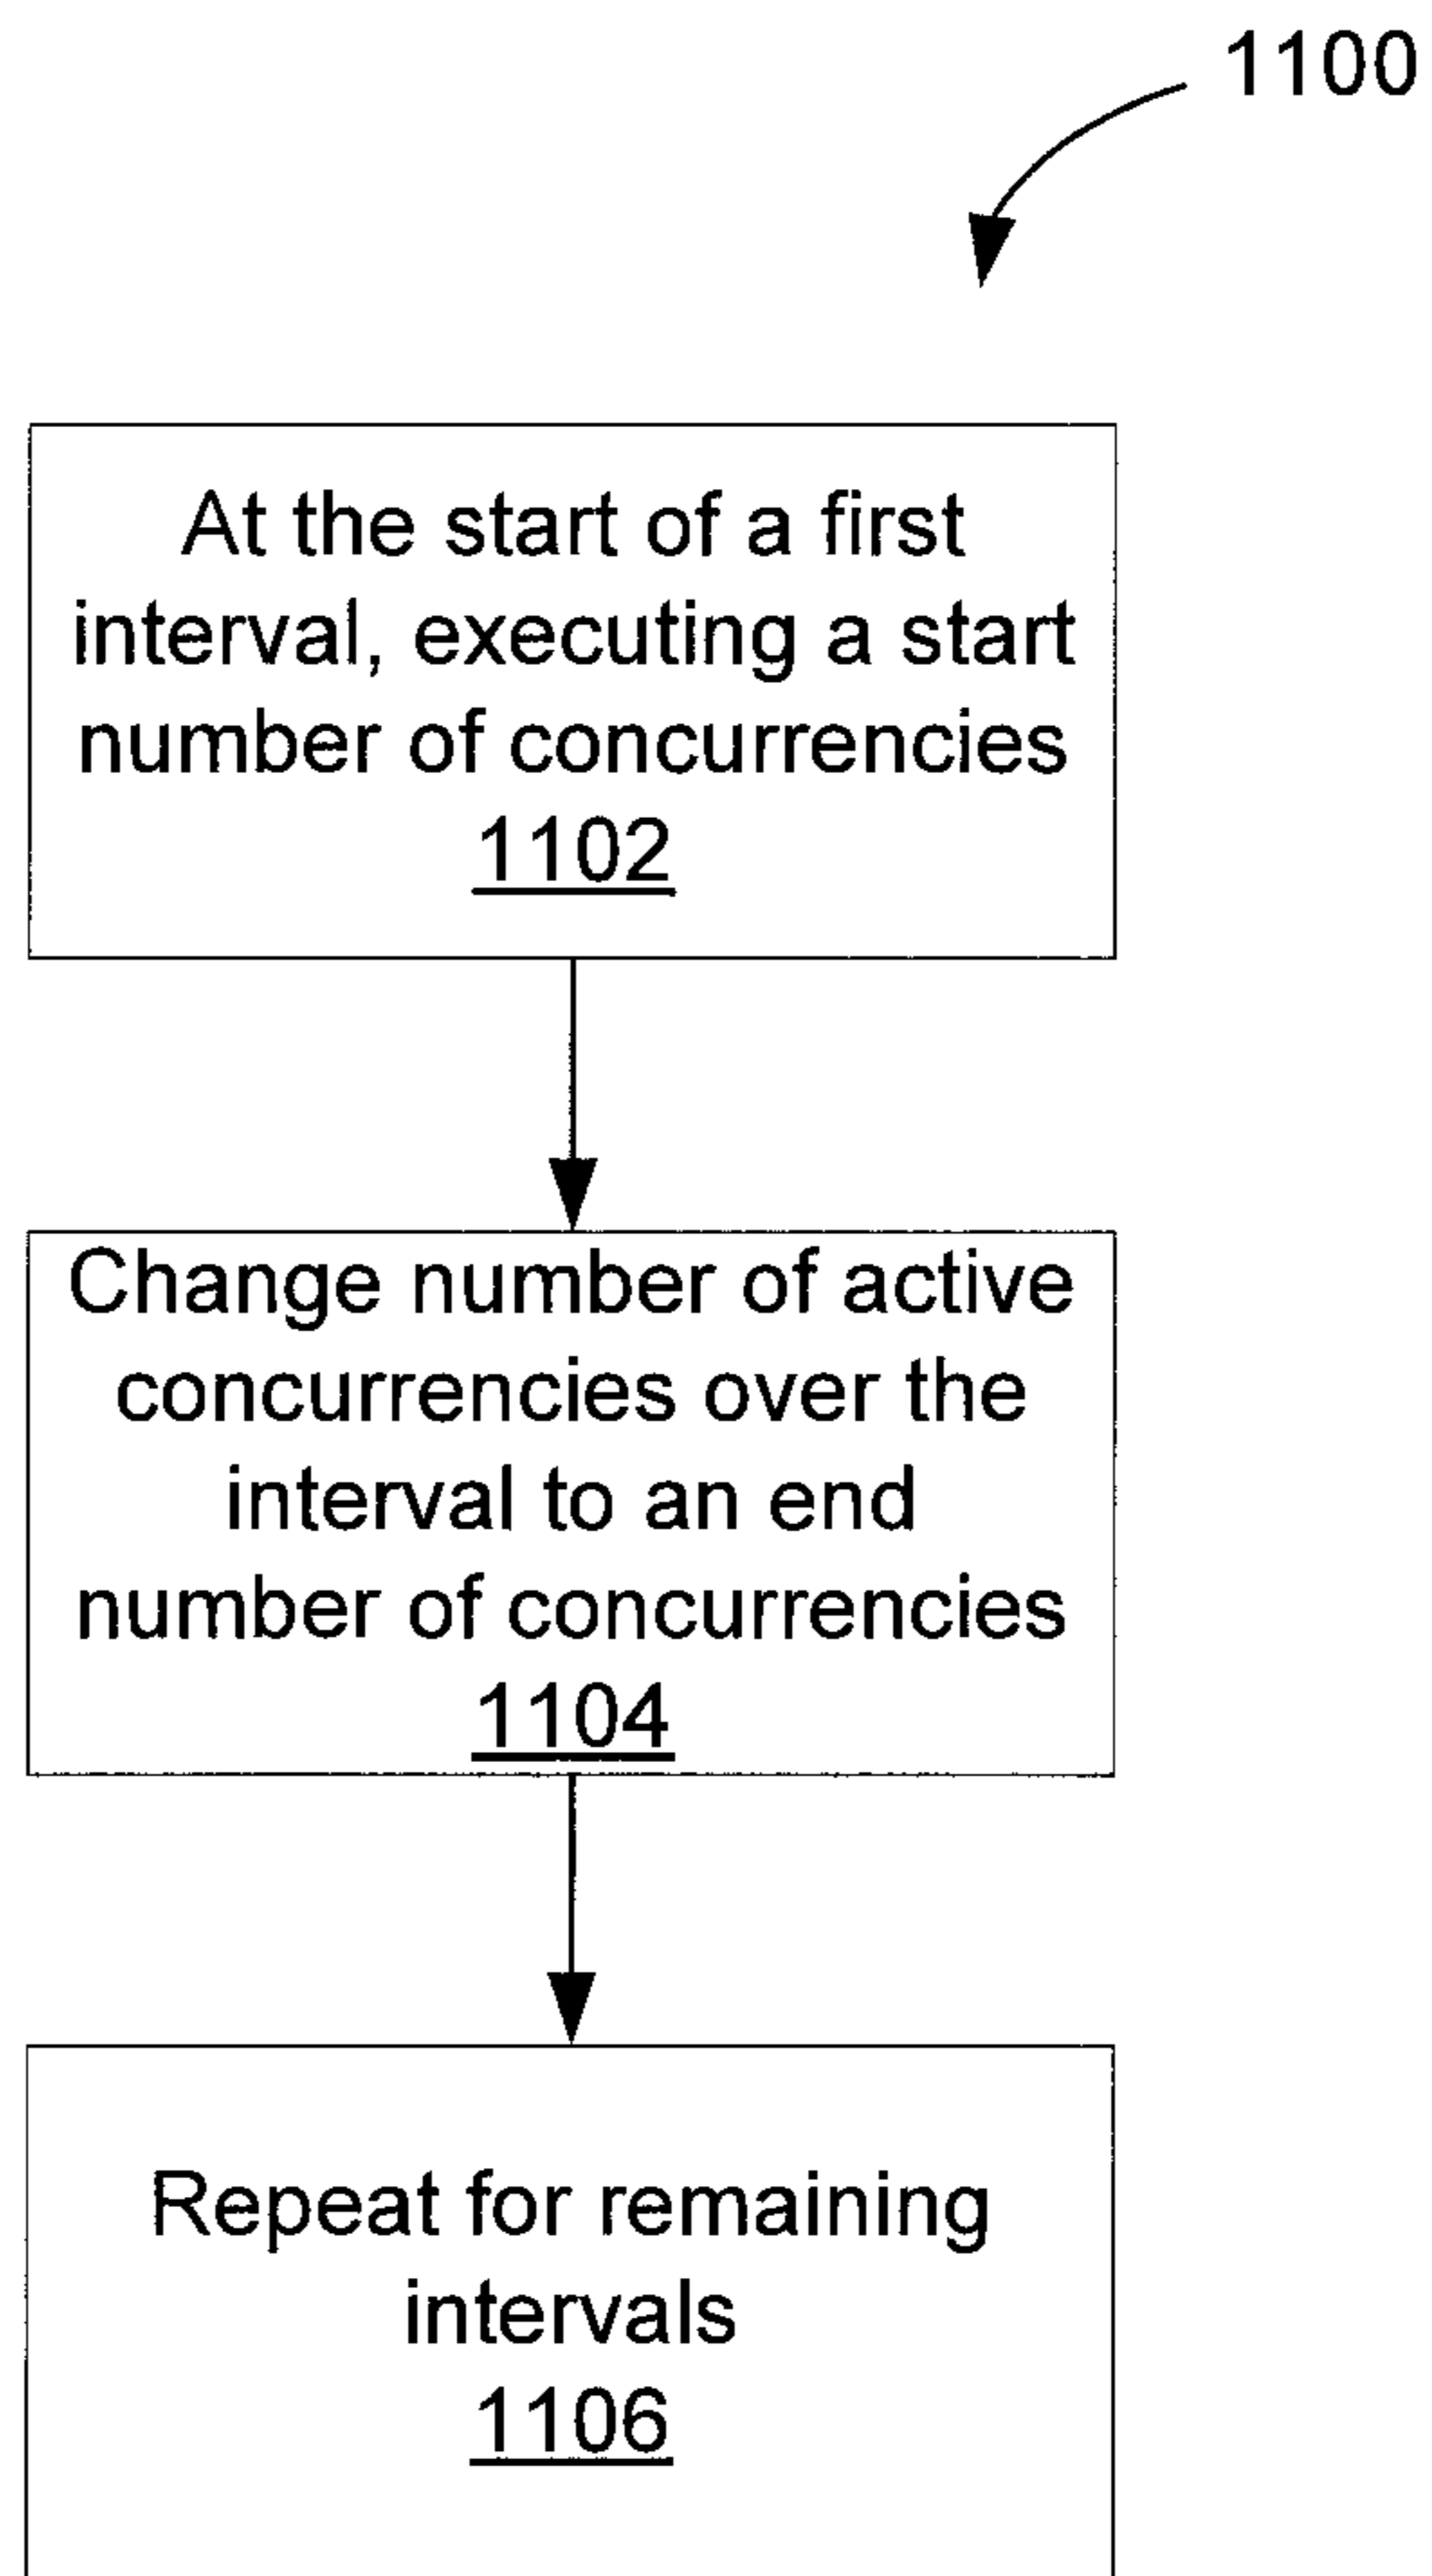 1100
At the start of a first
interval, executing a start
number of concurrencies
1102
Change number of active
concurrencies over the
interval to an end
number of concurrencies
1104
Repeat for remaining
intervals
1106